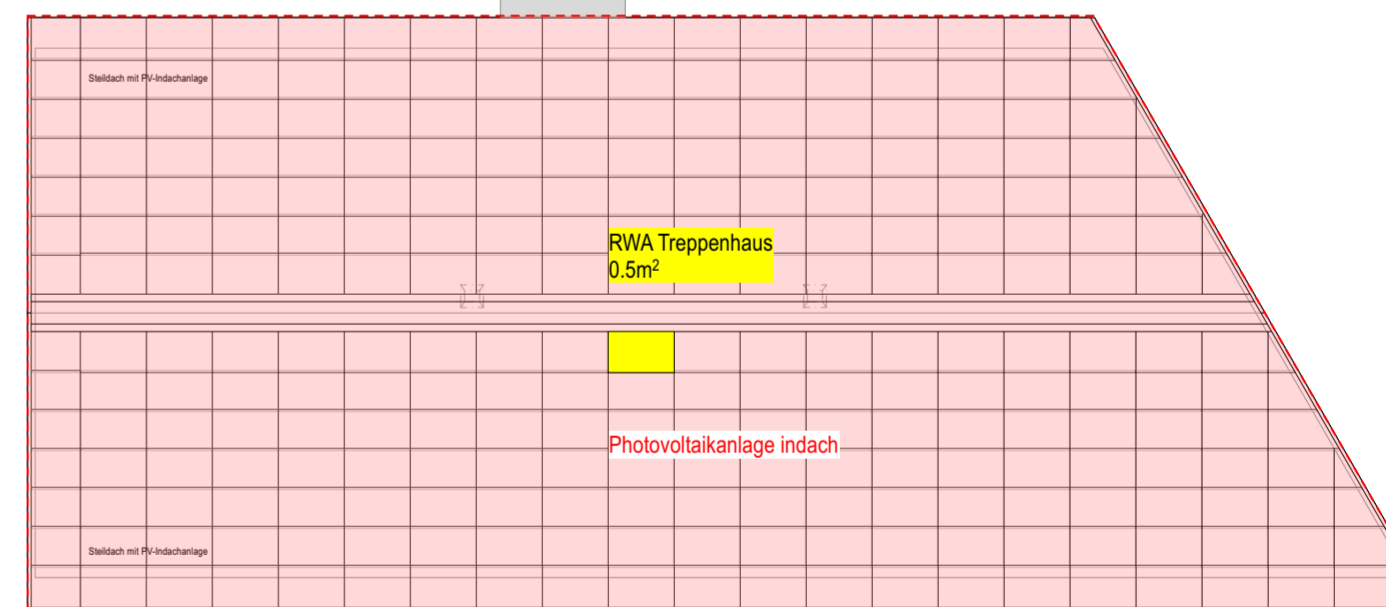 Steildach mit PV-Indachanlage
RWA Treppenhaus
0.5m²
Photovoltaikanlage indach
Steildach mit PV-Indachanlage